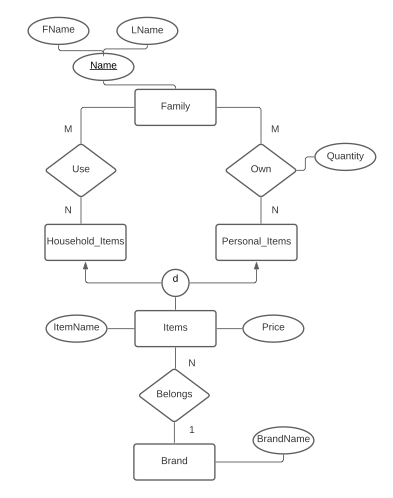 FName
LName
Name
Family
M
M
Use
Own
Quantity
N
N
Household_Items
Personal_Items
d
ItemName
Items
Price
N
Belongs
1
BrandName
Brand